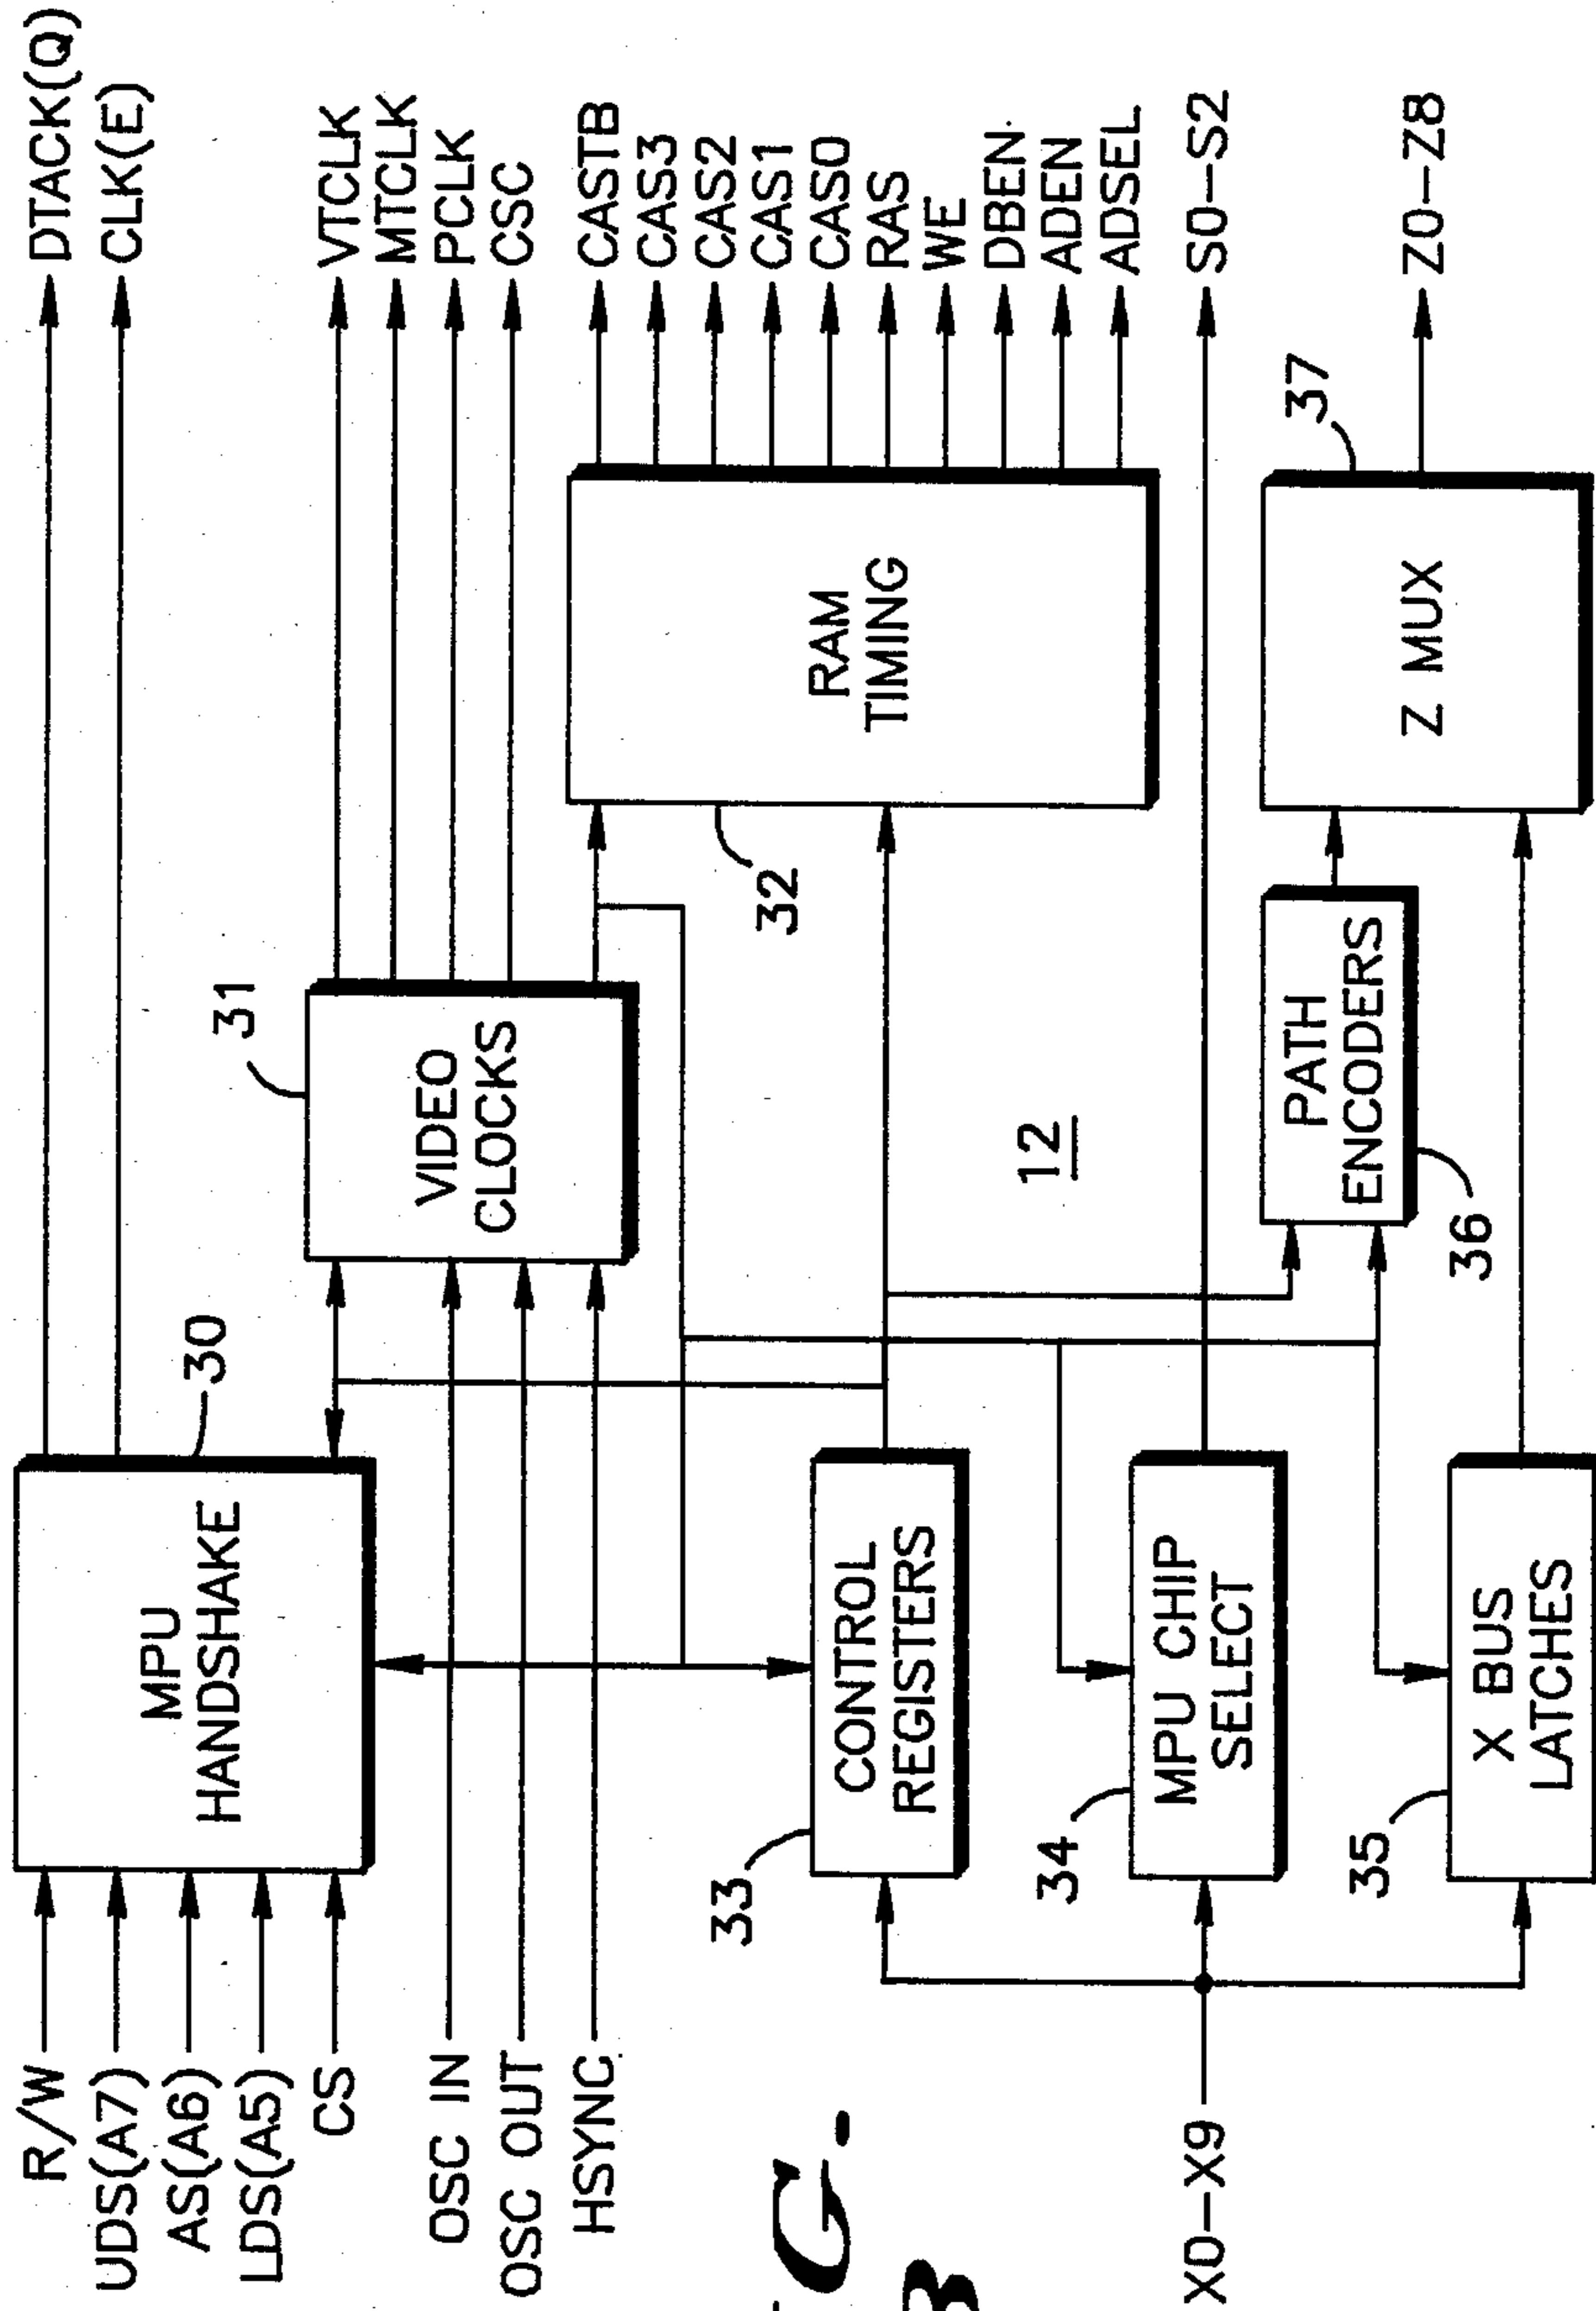 R/W
UDS(A7)
AS(A6)
LDS(A5)
CS
OSC IN
OSC OUT
HSYNC
X0-X9
MPU
HANDSHAKE
30
VIDEO
CLOCKS
31
RAM
TIMING
32
CONTROL
REGISTERS
33
MPU CHIP
SELECT
34
X BUS
LATCHES
35
PATH
ENCODERS
36
Z MUX
37
12
DTACK(Q)
CLK(E)
VTCLK
MTCLK
PCLK
CSC
CASTB
CAS3
CAS2
CAS1
CAS0
RAS
WE
DBEN
ADEN
ADSEL
S0-S2
Z0-Z8